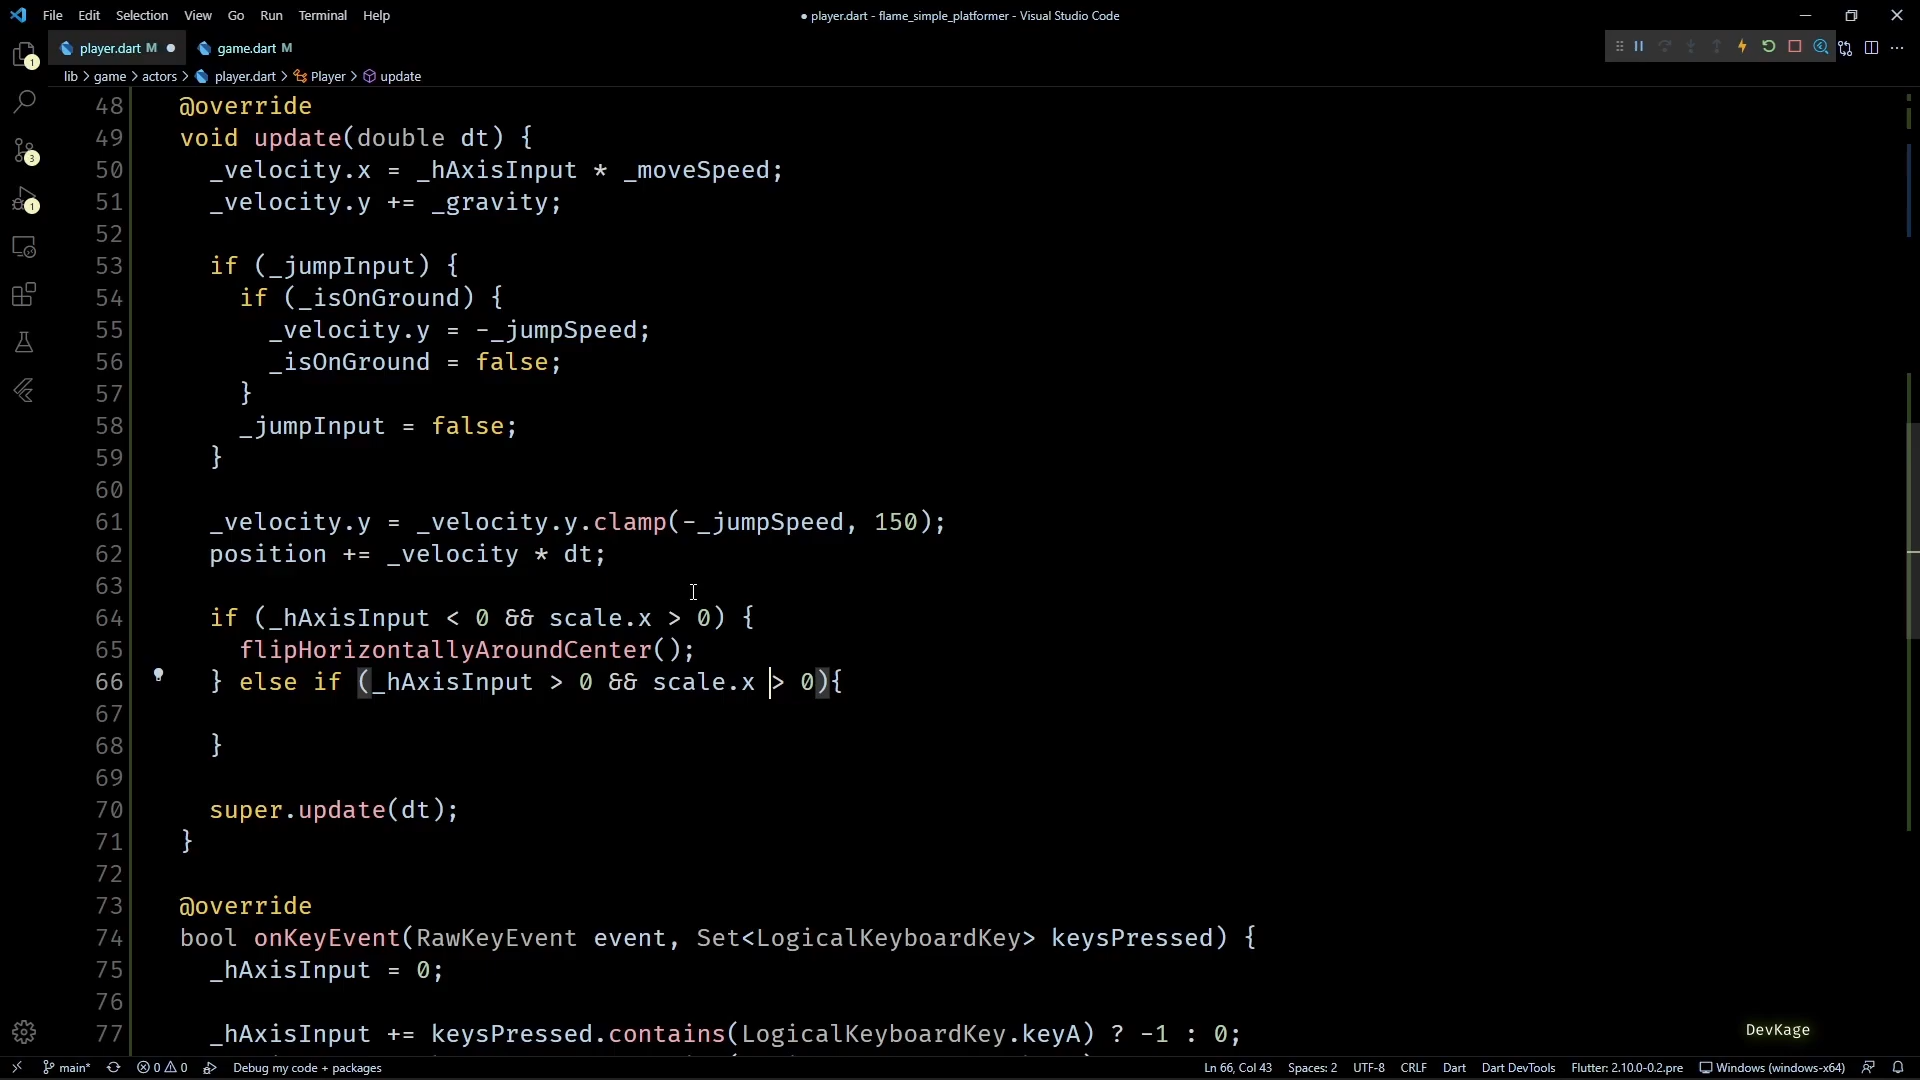 File Edit Selection View Go Run Terminal Help
● player.dart - flame_simple_platformer - Visual Studio Code
player.dart M ● game.dart M
lib > game > actors > player.dart > Player > update
48 @override
49 void update(double dt) {
50 _velocity.x = _hAxisInput * _moveSpeed;
51 _velocity.y += _gravity;
52
53 if (_jumpInput) {
54 if (_isOnGround) {
55 _velocity.y = -_jumpSpeed;
56 _isOnGround = false;
57 }
58 _jumpInput = false;
59 }
60
61 _velocity.y = _velocity.y.clamp(-_jumpSpeed, 150);
62 position += _velocity * dt;
63
64 if (_hAxisInput < 0 && scale.x > 0) {
65 flipHorizontallyAroundCenter();
66 } else if (_hAxisInput > 0 && scale.x > 0){
67
68 }
69
70 super.update(dt);
71 }
72
73 @override
74 bool onKeyEvent(RawKeyEvent event, Set<LogicalKeyboardKey> keysPressed) {
75 _hAxisInput = 0;
76
77 _hAxisInput += keysPressed.contains(LogicalKeyboardKey.keyA) ? -1 : 0;
1
3
1
DevKage
main* 0 0 Debug my code + packages Ln 66, Col 43 Spaces: 2 UTF-8 CRLF Dart Dart DevTools Flutter: 2.10.0-0.2.pre Windows (windows-x64)